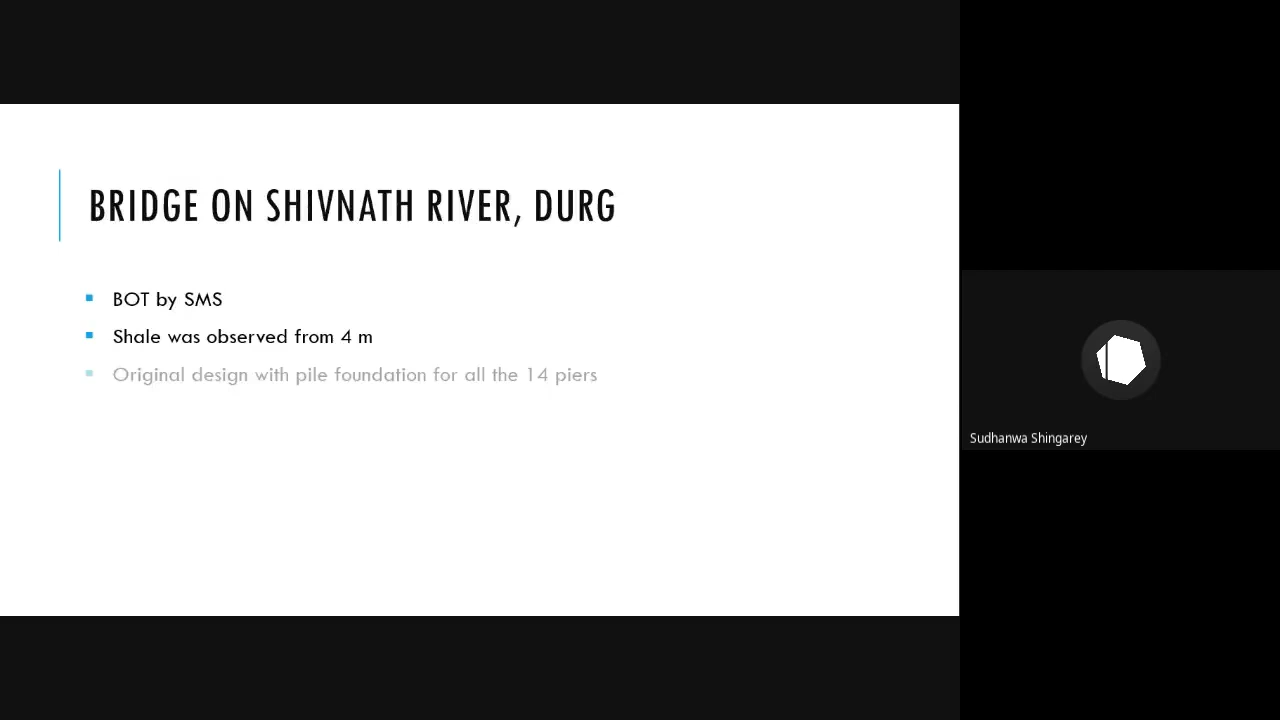 BRIDGE ON SHIVNATH RIVER, DURG
BOT by SMS
Shale was observed from 4 m
Original design with pile foundation for all the 14 piers
Sudhanwa Shingarey